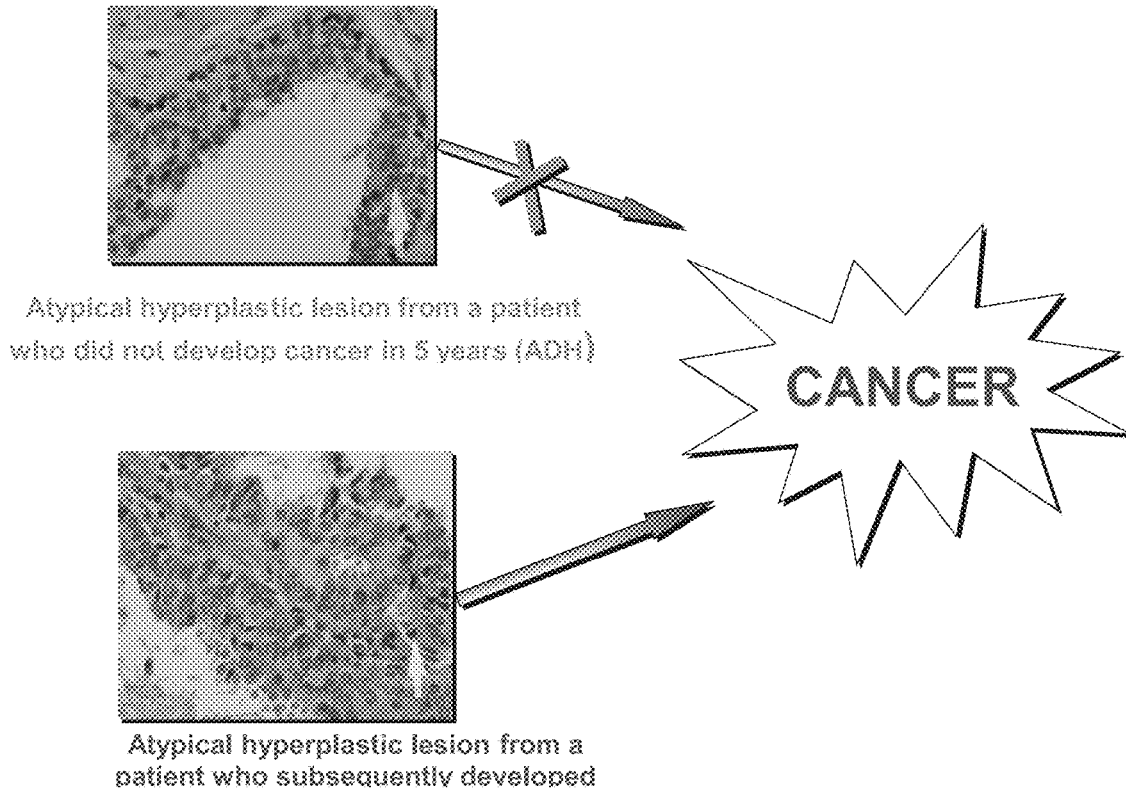 Atypical hyperplastic lesion from a patient
who did not develop cancer in 5 years (ADH)
CANCER
Atypical hyperplastic lesion from a
patient who subsequently developed